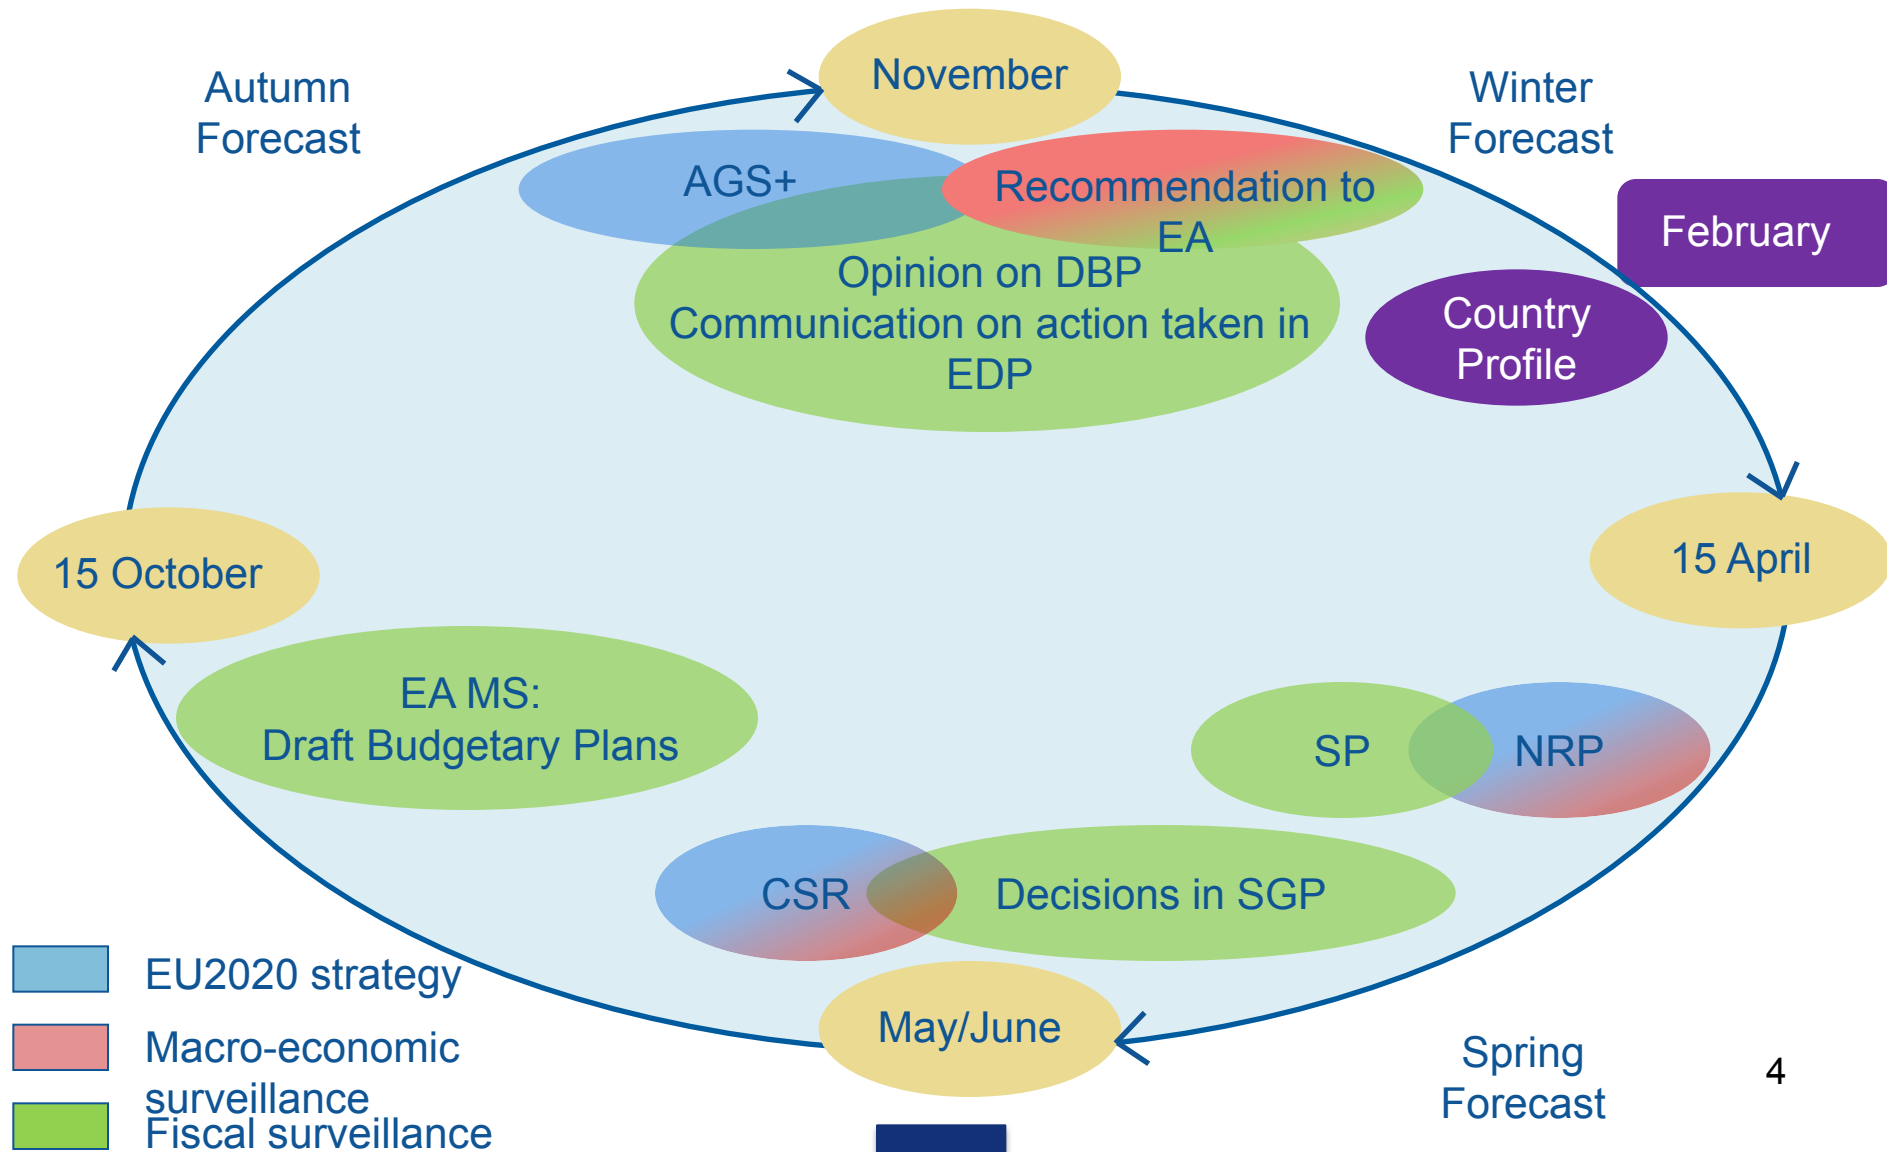 November
Autumn
Forecast
Winter
Forecast
AGS+
Recommendation to
EA
February
Opinion on DBP
Communication on action taken in
EDP
Country
Profile
15 October
15 April
EA MS:
Draft Budgetary Plans
SP
NRP
CSR
Decisions in SGP
EU2020 strategy
May/June
Macro-economic
surveillance
Fiscal surveillance
Spring
Forecast
4